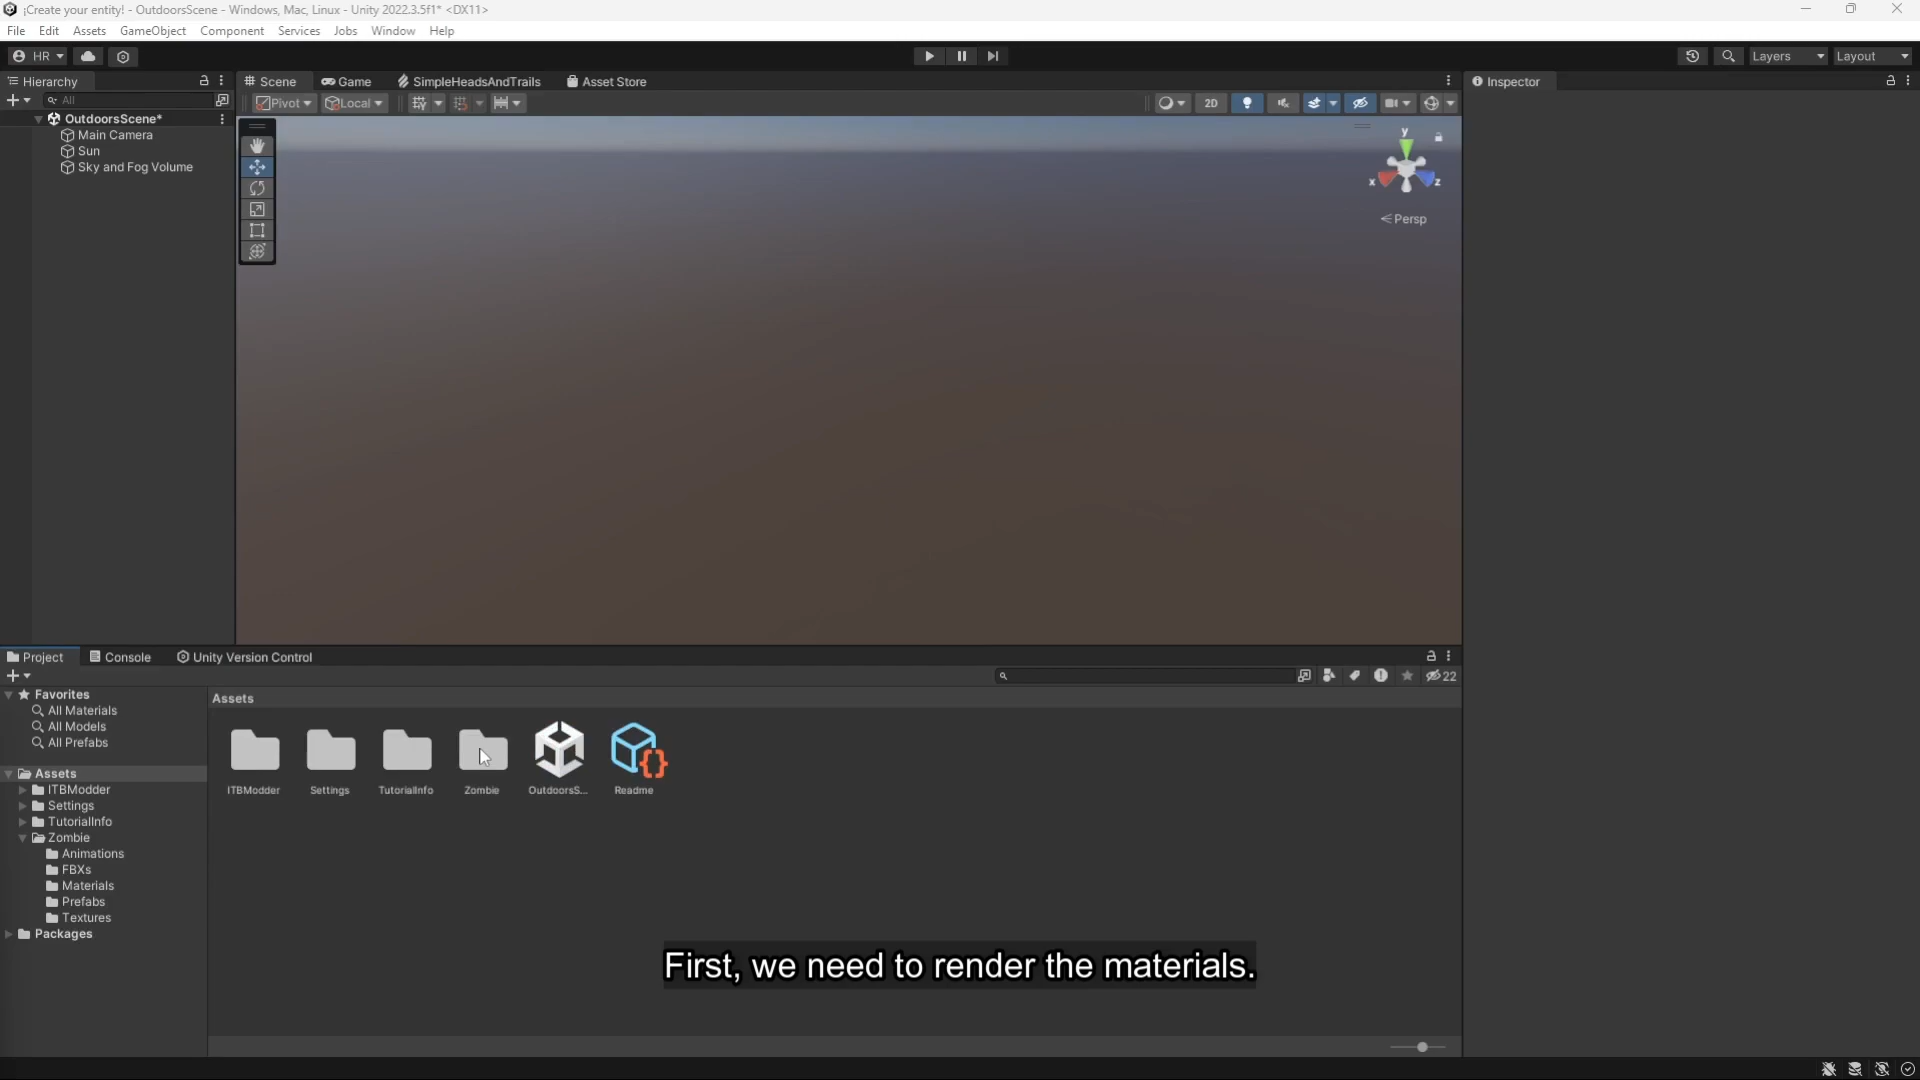 ¡Create your entity! - OutdoorsScene - Windows, Mac, Linux - Unity 2022.3.5f1* <DX11>
File Edit Assets GameObject Component Services Jobs Window Help
HR Layers Layout
Hierarchy
All
OutdoorsScene*
Main Camera
Sun
Sky and Fog Volume
Scene Game SimpleHeadsAndTrails Asset Store
Pivot Local 2D
y
x z
Persp
Inspector
Project Console Unity Version Control
22
Favorites
All Materials
All Models
All Prefabs
Assets
ITBModder
Settings
TutorialInfo
Zombie
Animations
FBXs
Materials
Prefabs
Textures
Packages
Assets
ITBModder Settings TutorialInfo Zombie OutdoorsS... Readme
First, we need to render the materials.